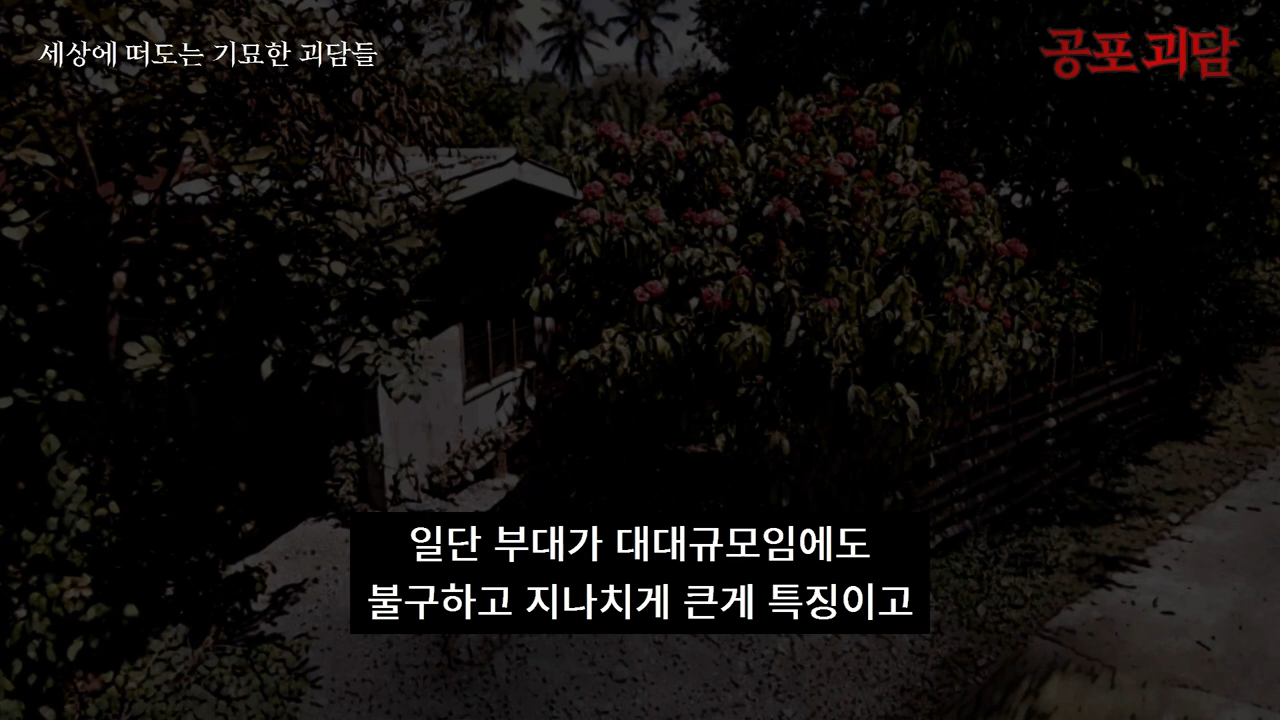 세상에 떠도는 기묘한 괴담들
공포 괴담
일단 부대가 대대규모임에도
불구하고 지나치게 큰게 특징이고